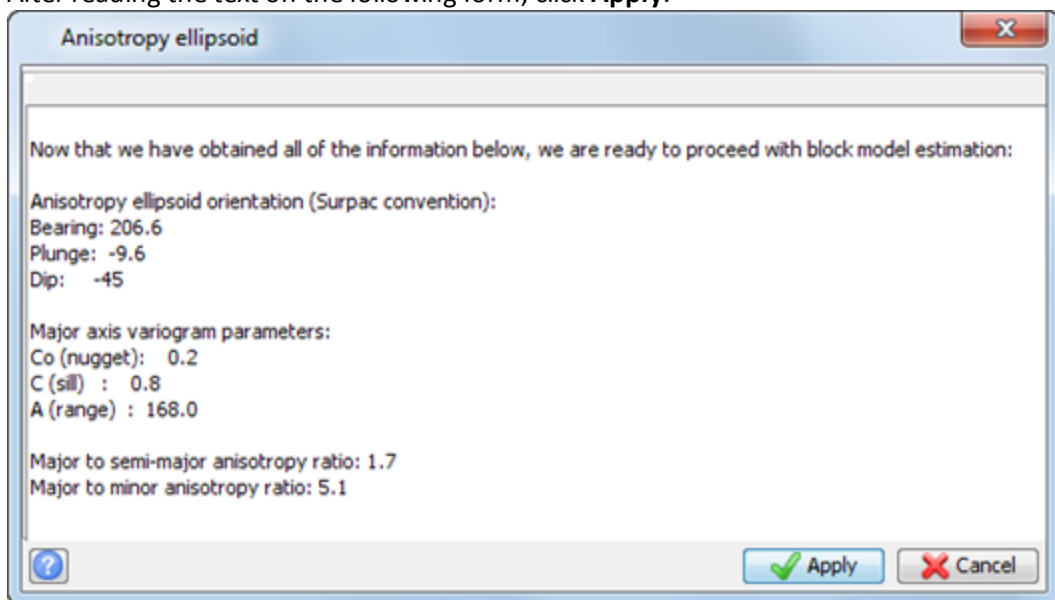 After reading the text on the following form, click Apply.
Anisotropy ellipsoid
Now that we have obtained all of the information below, we are ready to proceed with block model estimation:
Anisotropy ellipsoid orientation (Surpac convention):
Bearing: 206.6
Plunge: -9.6
Dip: -45
Major axis variogram parameters:
Co (nugget): 0.2
C (sill) : 0.8
A (range) : 168.0
Major to semi-major anisotropy ratio: 1.7
Major to minor anisotropy ratio: 5.1
Apply Cancel